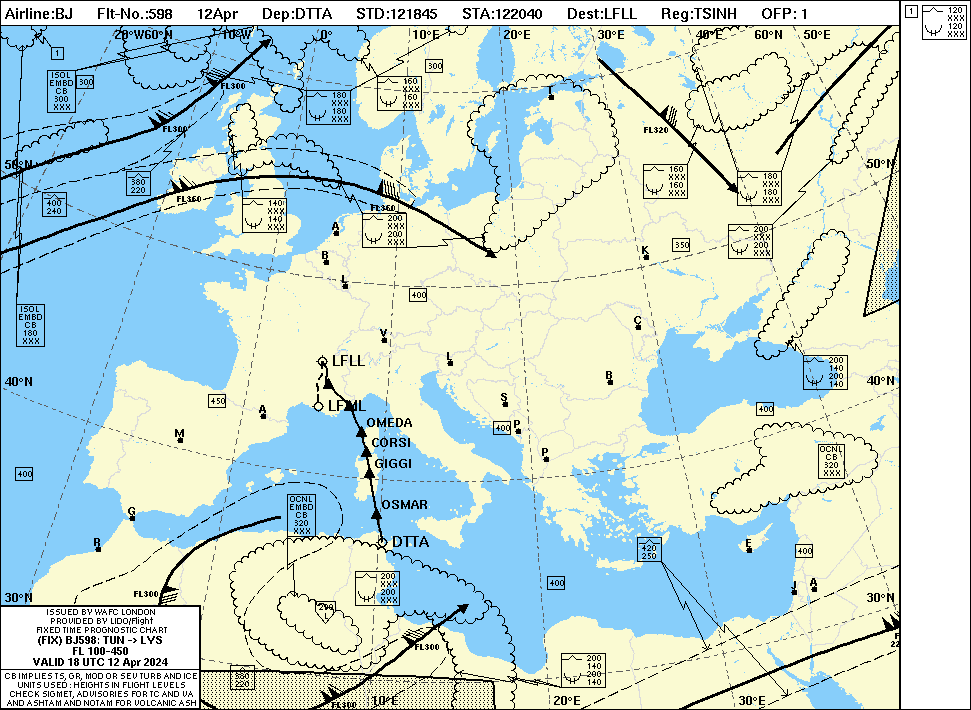 Airline:BJ Flt-No.:598 12Apr Dep:DTTA STD:121845 STA:122040 Dest:LFLL Reg:TSINH OFP: 1
20°W60°N 10°W 0° 10°E 20°E 30°E 40°E 60°N 50°E
1
1
120
XXX
120
XXX
ISOL
EMBD
CB
300
XXX
300
FL300
180
XXX
180
XXX
160
XXX
160
XXX
300
T
FL320
FL300
50°N
50°N
380
220
400
240
FL360
FL360
140
XXX
140
XXX
200
XXX
200
XXX
160
XXX
160
XXX
180
XXX
180
XXX
200
XXX
200
XXX
A
B
L
K
350
400
ISOL
EMBD
CB
180
XXX
V
C
L
B
LFLL
LFML
40°N
40°N
200
140
200
140
450
A
M
S
P
P
400
400
OMEDA
CORSI
GIGGI
OSMAR
DTTA
400
OCNL
EMBD
CB
320
XXX
OCNL
CB
320
XXX
G
R
E
420
250
400
400
200
XXX
200
XXX
290
J
A
FL300
30°N
30°N
FL300
FL300
200
140
200
140
380
220
22
10°E 20°E 30°E
ISSUED BY WAFC LONDON
PROVIDED BY LIDO/Flight
FIXED TIME PROGNOSTIC CHART
(FIX) BJ598: TUN -> LYS
FL 100-450
VALID 18 UTC 12 Apr 2024
CB IMPLIES TS, GR, MOD OR SEV TURB AND ICE
UNITS USED : HEIGHTS IN FLIGHT LEVELS
CHECK SIGMET, ADVISORIES FOR TC AND VA
AND ASHTAM AND NOTAM FOR VOLCANIC ASH